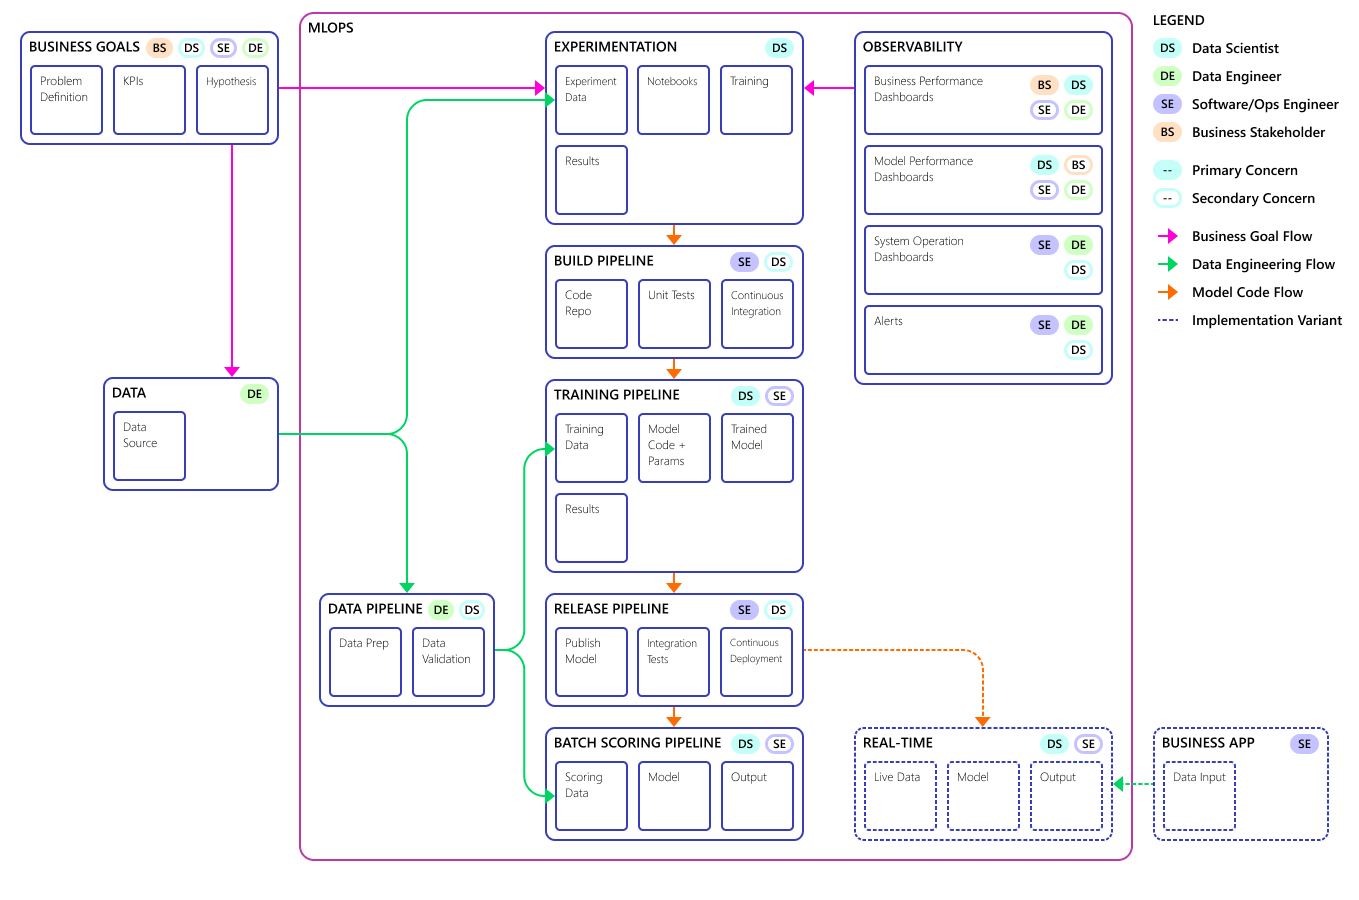 MLOPS
BUSINESS GOALS BS DS SE DE
Problem
Definition
KPIs
Hypothesis
DATA DE
Data
Source
DATA PIPELINE DE DS
Data Prep
Data
Validation
EXPERIMENTATION DS
Experiment
Data
Notebooks
Training
Results
BUILD PIPELINE SE DS
Code
Repo
Unit Tests
Continuous
Integration
TRAINING PIPELINE DS SE
Training
Data
Model
Code +
Params
Trained
Model
Results
RELEASE PIPELINE SE DS
Publish
Model
Integration
Tests
Continuous
Deployment
BATCH SCORING PIPELINE DS SE
Scoring
Data
Model
Output
OBSERVABILITY
Business Performance
Dashboards
BS DS
SE DE
Model Performance
Dashboards
DS BS
SE DE
System Operation
Dashboards
SE DE
DS
Alerts
SE DE
DS
REAL-TIME DS SE
Live Data
Model
Output
BUSINESS APP SE
Data Input
LEGEND
DS Data Scientist
DE Data Engineer
SE Software/Ops Engineer
BS Business Stakeholder
-- Primary Concern
-- Secondary Concern
Business Goal Flow
Data Engineering Flow
Model Code Flow
Implementation Variant